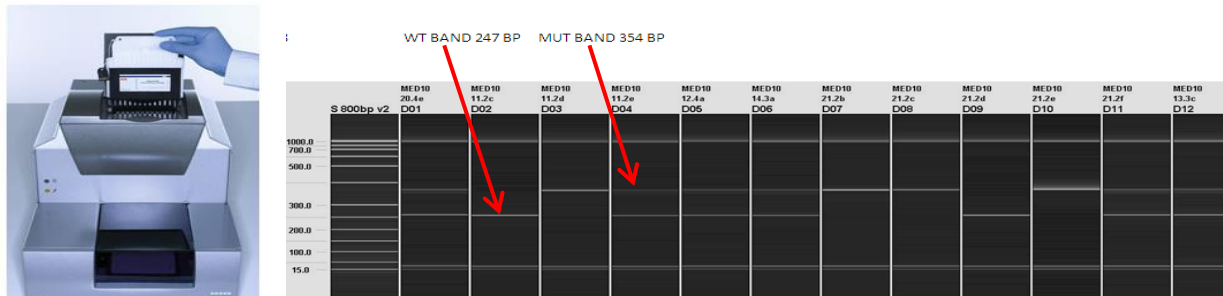 WT BAND 247 BP MUT BAND 354 BP
MED10 MED10 MED10 MED10 MED10 MED10 MED10 MED10 MED10 MED10 MED10 MED10
20.4e 11.2c 11.2d 11.2e 12.4a 14.3a 21.2b 21.2c 21.2d 21.2e 21.2f 13.3c
S 800bp v2 D01 D02 D03 D04 D05 D06 D07 D08 D09 D10 D11 D12
1000.0
700.0
500.0
300.0
200.0
100.0
15.0